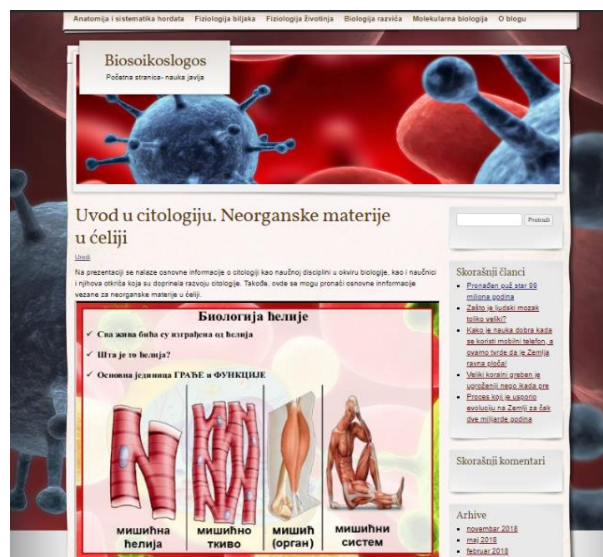 Anatomija i sistematika hordata Fiziologija biljaka Fiziologija životinja Biologija razvića Molekularna biologija O blogu
Biosoikoslogos
Početna stranica- nauka javlja
Uvod u citologiju. Neorganske materije
u ćeliji
Uredi
Na prezentaciji se nalaze osnovne informacije o citologiji kao naučnoj disciplini u okviru biologije, kao i naučnici
i njihova otkrića koja su doprinela razvoju citologije. Takođe, ovde se mogu pronaći osnovne innformacije
vezane za neorganske materije u ćeliji.
Биологија ћелије
✓ Сва жива бића су изграђена од ћелија
✓ Шта је то ћелија?
✓ Основна јединица ГРАЂЕ и ФУНКЦИЈЕ
мишићна
ћелија
мишићно
ткиво
мишић
(орган)
мишићни
систем
Pretraži
Skorašnji članci
Pronađen puž star 99
miliona godina
Zašto je ljudski mozak
toliko veliki?
Kako je nauka dobra kada
se koristi mobilni telefon, a
ovamo tvrde da je Zemlja
ravna ploča!
Veliki koralni greben je
ugroženiji nego ikada pre
Proces koji je usporio
evoluciju na Zemlji za čak
dve milijarde godina
Skorašnji komentari
Arhive
novembar 2018
maj 2018
februar 2018